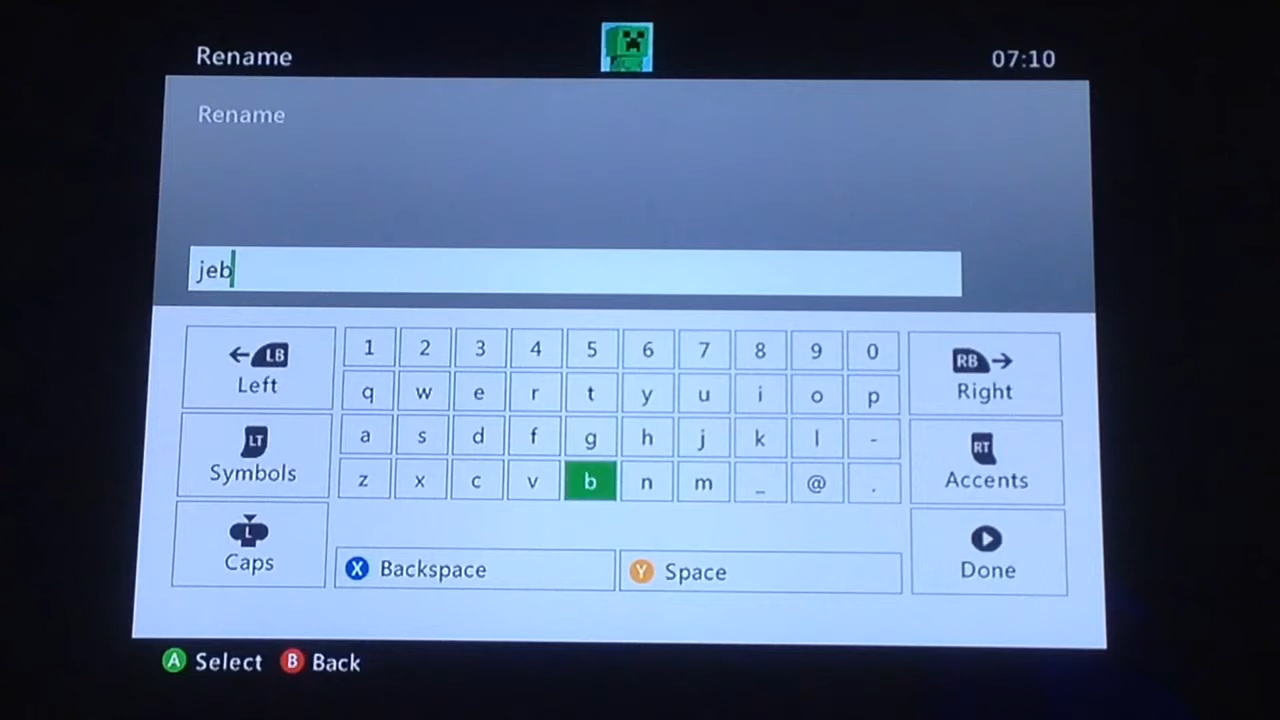 Rename
07:10
Rename
jeb
LB
Left
1 2 3 4 5 6 7 8 9 0
RB
Right
q w e r t y u i o p
LT
Symbols
a s d f g h j k l -
RT
Accents
z x c v b n m _ @ .
L
Caps
X Backspace
Y Space
Done
A Select B Back